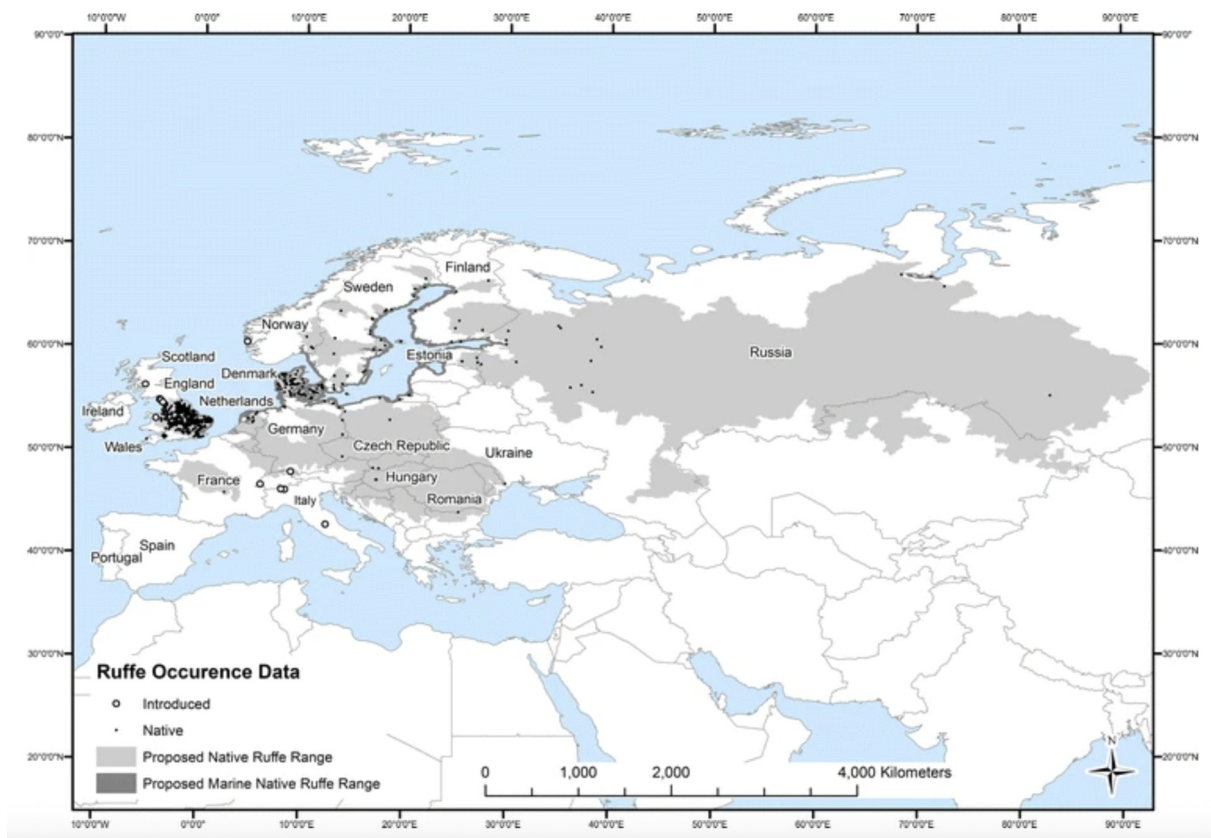 10°0'0"W 0°0'0" 10°0'0"E 20°0'0"E 30°0'0"E 40°0'0"E 50°0'0"E 60°0'0"E 70°0'0"E 80°0'0"E 90°0'0"E
90°0'0" 90°0'0"
80°0'0"N 80°0'0"N
70°0'0"N 70°0'0"N
Finland
Sweden
Norway
60°0'0"N 60°0'0"N
Scotland Estonia Russia
Denmark
England
Netherlands
Ireland
Germany
Wales Czech Republic
50°0'0"N 50°0'0"N
Ukraine
France Hungary
Italy Romania
Spain
Portugal
40°0'0"N 40°0'0"N
30°0'0"N 30°0'0"N
Ruffe Occurence Data
Introduced
Native
Proposed Native Ruffe Range
Proposed Marine Native Ruffe Range
N
20°0'0"N 20°0'0"N
0 1,000 2,000 4,000 Kilometers
10°0'0"W 0°0'0" 10°0'0"E 20°0'0"E 30°0'0"E 40°0'0"E 50°0'0"E 60°0'0"E 70°0'0"E 80°0'0"E 90°0'0"E